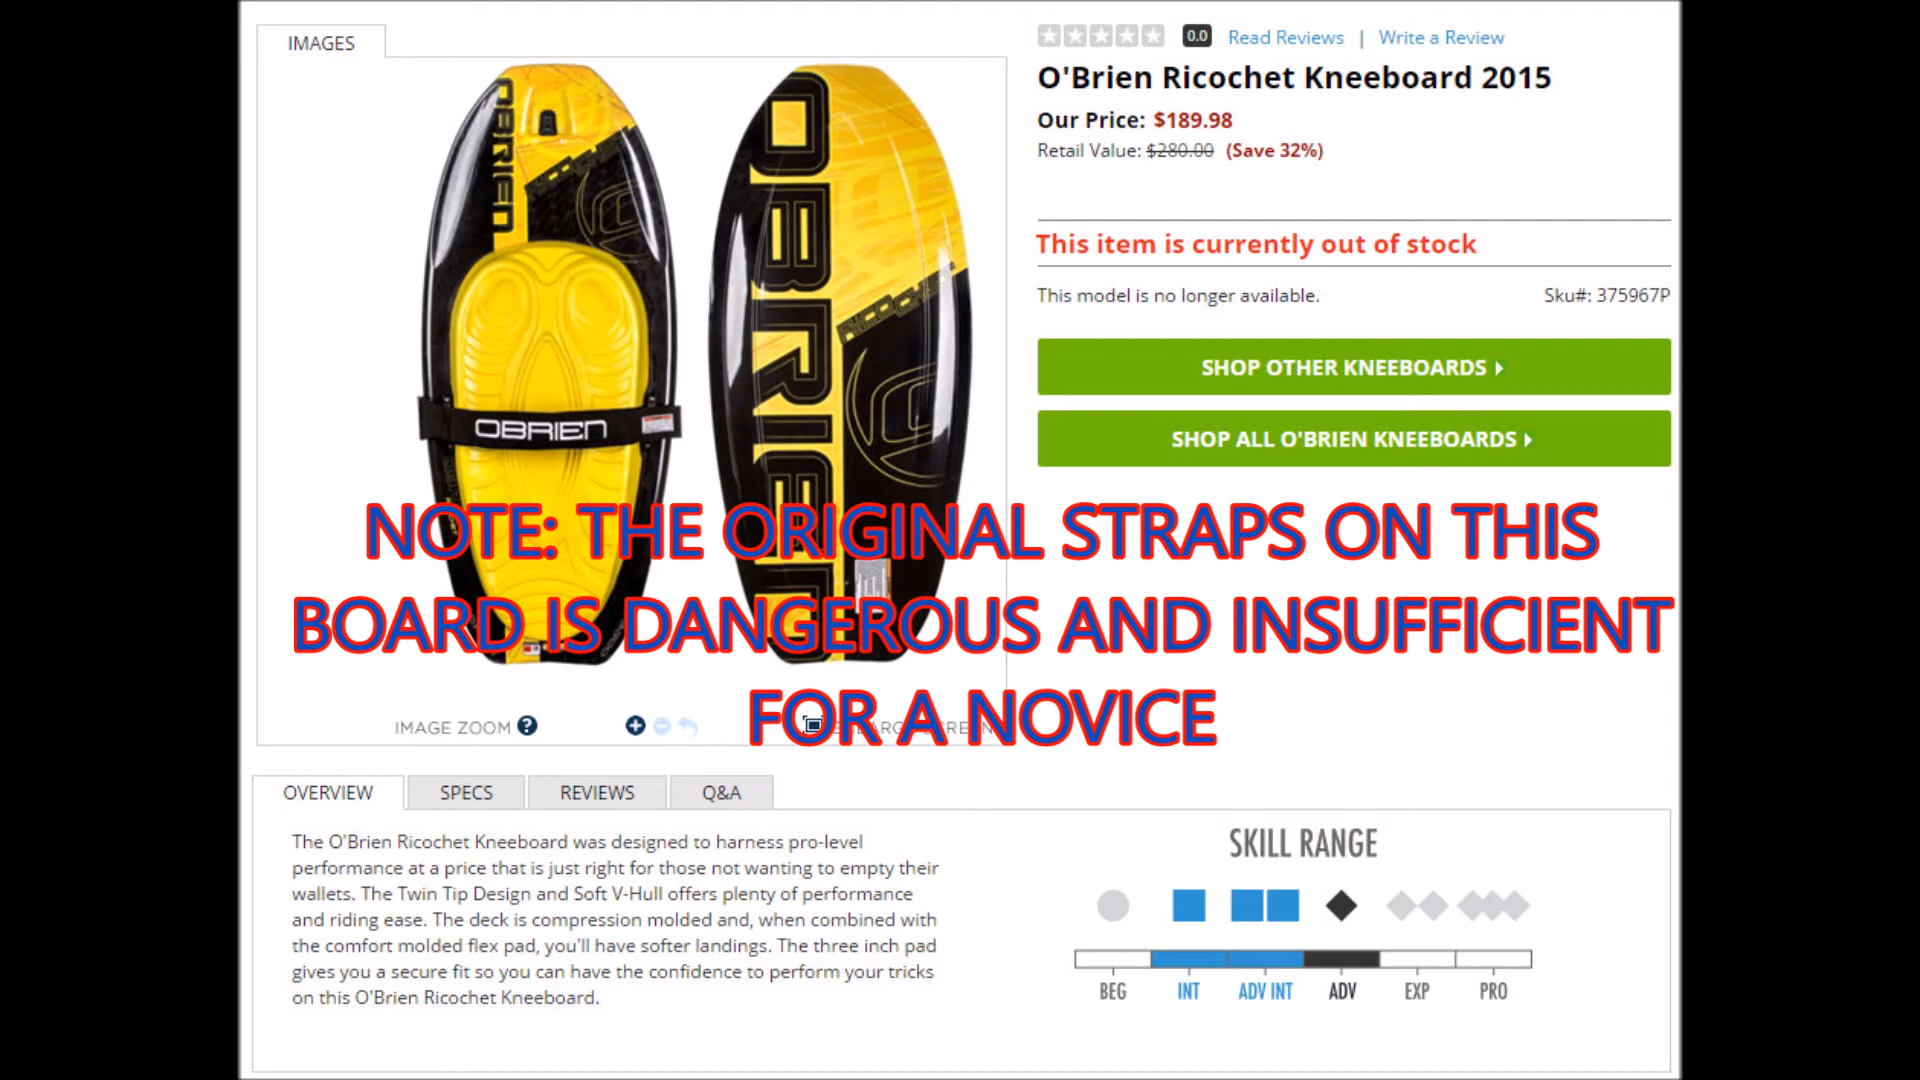 IMAGES
0.0 Read Reviews | Write a Review
O'Brien Ricochet Kneeboard 2015
Our Price: $189.98
Retail Value: $280.00 (Save 32%)
This item is currently out of stock
This model is no longer available. Sku#: 375967P
SHOP OTHER KNEEBOARDS
SHOP ALL O'BRIEN KNEEBOARDS
OBRIEN
RICOCHET
OBRIEN
OBRIEN
RICOCHET
NOTE: THE ORIGINAL STRAPS ON THIS
BOARD IS DANGEROUS AND INSUFFICIENT
FOR A NOVICE
IMAGE ZOOM ?
OVERVIEW SPECS REVIEWS Q&A
The O'Brien Ricochet Kneeboard was designed to harness pro-level
performance at a price that is just right for those not wanting to empty their
wallets. The Twin Tip Design and Soft V-Hull offers plenty of performance
and riding ease. The deck is compression molded and, when combined with
the comfort molded flex pad, you'll have softer landings. The three inch pad
gives you a secure fit so you can have the confidence to perform your tricks
on this O'Brien Ricochet Kneeboard.
SKILL RANGE
BEG INT ADV INT ADV EXP PRO